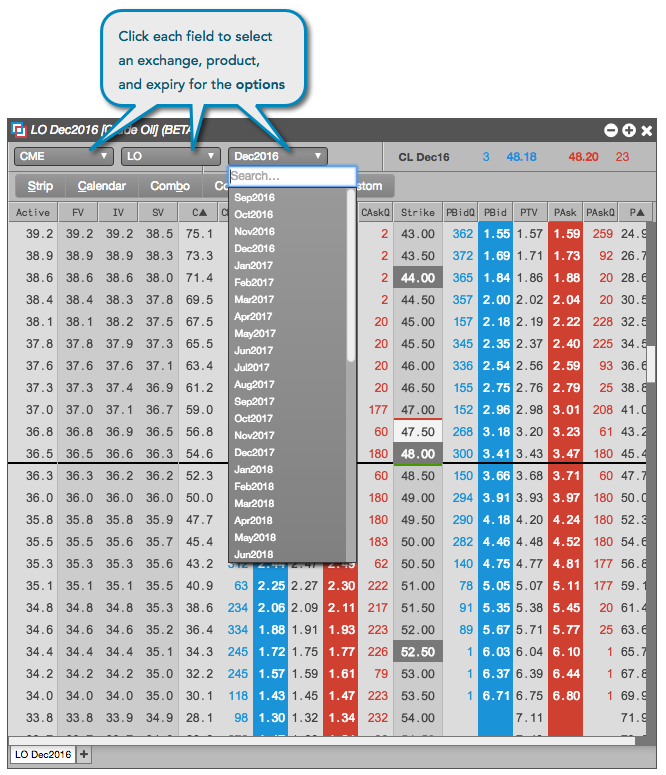 Click each field to select
an exchange, product,
and expiry for the options
LO Dec2016 [Crude Oil] (BETA
CME LO Dec2016 CL Dec16 3 48.18 48.20 23
Search...
Strip Calendar Combo
Sep2016
Oct2016
Nov2016
Dec2016
Jan2017
Feb2017
Mar2017
Apr2017
May2017
Jun2017
Jul2017
Aug2017
Sep2017
Oct2017
Nov2017
Dec2017
Jan2018
Feb2018
Mar2018
Apr2018
May2018
Jun2018
Active FV IV SV C▲ CAskQ Strike PBidQ PBid PTV PAsk PAskQ P▲
39.2 39.2 39.2 38.5 75.1 2 43.00 362 1.55 1.57 1.59 259 24.9
38.9 38.9 38.9 38.3 73.3 2 43.50 372 1.69 1.71 1.73 92 26.7
38.6 38.6 38.6 38.0 71.4 2 44.00 365 1.84 1.86 1.88 20 28.6
38.4 38.4 38.3 37.8 69.5 2 44.50 357 2.00 2.02 2.04 20 30.5
38.1 38.1 38.2 37.5 67.5 20 45.00 157 2.18 2.19 2.22 228 32.5
37.8 37.8 37.9 37.3 65.5 20 45.50 345 2.35 2.37 2.40 225 34.5
37.6 37.6 37.6 37.1 63.4 20 46.00 336 2.54 2.56 2.59 93 36.6
37.3 37.3 37.4 36.9 61.2 20 46.50 155 2.75 2.76 2.79 25 38.8
37.0 37.0 37.1 36.7 59.0 177 47.00 152 2.96 2.98 3.01 208 41.0
36.8 36.8 36.9 36.5 56.8 60 47.50 268 3.18 3.20 3.23 61 43.2
36.5 36.5 36.6 36.3 54.6 180 48.00 300 3.41 3.43 3.47 180 45.4
36.3 36.3 36.2 36.2 52.3 60 48.50 150 3.66 3.68 3.71 60 47.7
36.0 36.0 36.0 36.0 50.0 180 49.00 294 3.91 3.93 3.97 180 50.0
35.8 35.8 35.8 35.9 47.7 180 49.50 290 4.18 4.20 4.24 180 52.3
35.5 35.5 35.6 35.7 45.4 180 50.00 282 4.46 4.48 4.52 180 54.6
35.3 35.3 35.3 35.6 43.2 312 2.44 2.47 2.49 62 50.50 140 4.75 4.77 4.81 177 56.8
35.1 35.1 35.1 35.5 40.9 63 2.25 2.27 2.30 222 51.00 78 5.05 5.07 5.11 177 59.1
34.8 34.8 34.8 35.3 38.6 234 2.06 2.09 2.11 217 51.50 91 5.35 5.38 5.45 20 61.4
34.6 34.6 34.6 35.2 36.4 334 1.88 1.91 1.93 223 52.00 89 5.67 5.71 5.77 25 63.6
34.4 34.4 34.4 35.1 34.3 245 1.72 1.75 1.77 226 52.50 1 6.03 6.04 6.10 1 65.7
34.2 34.2 34.2 35.0 32.2 245 1.57 1.59 1.61 79 53.00 1 6.37 6.39 6.44 1 67.8
34.0 34.0 34.0 35.0 30.1 118 1.43 1.45 1.47 223 53.50 1 6.71 6.75 6.80 1 69.9
33.8 33.8 33.9 34.9 28.1 98 1.30 1.32 1.34 232 54.00 7.11 71.9
LO Dec2016 +